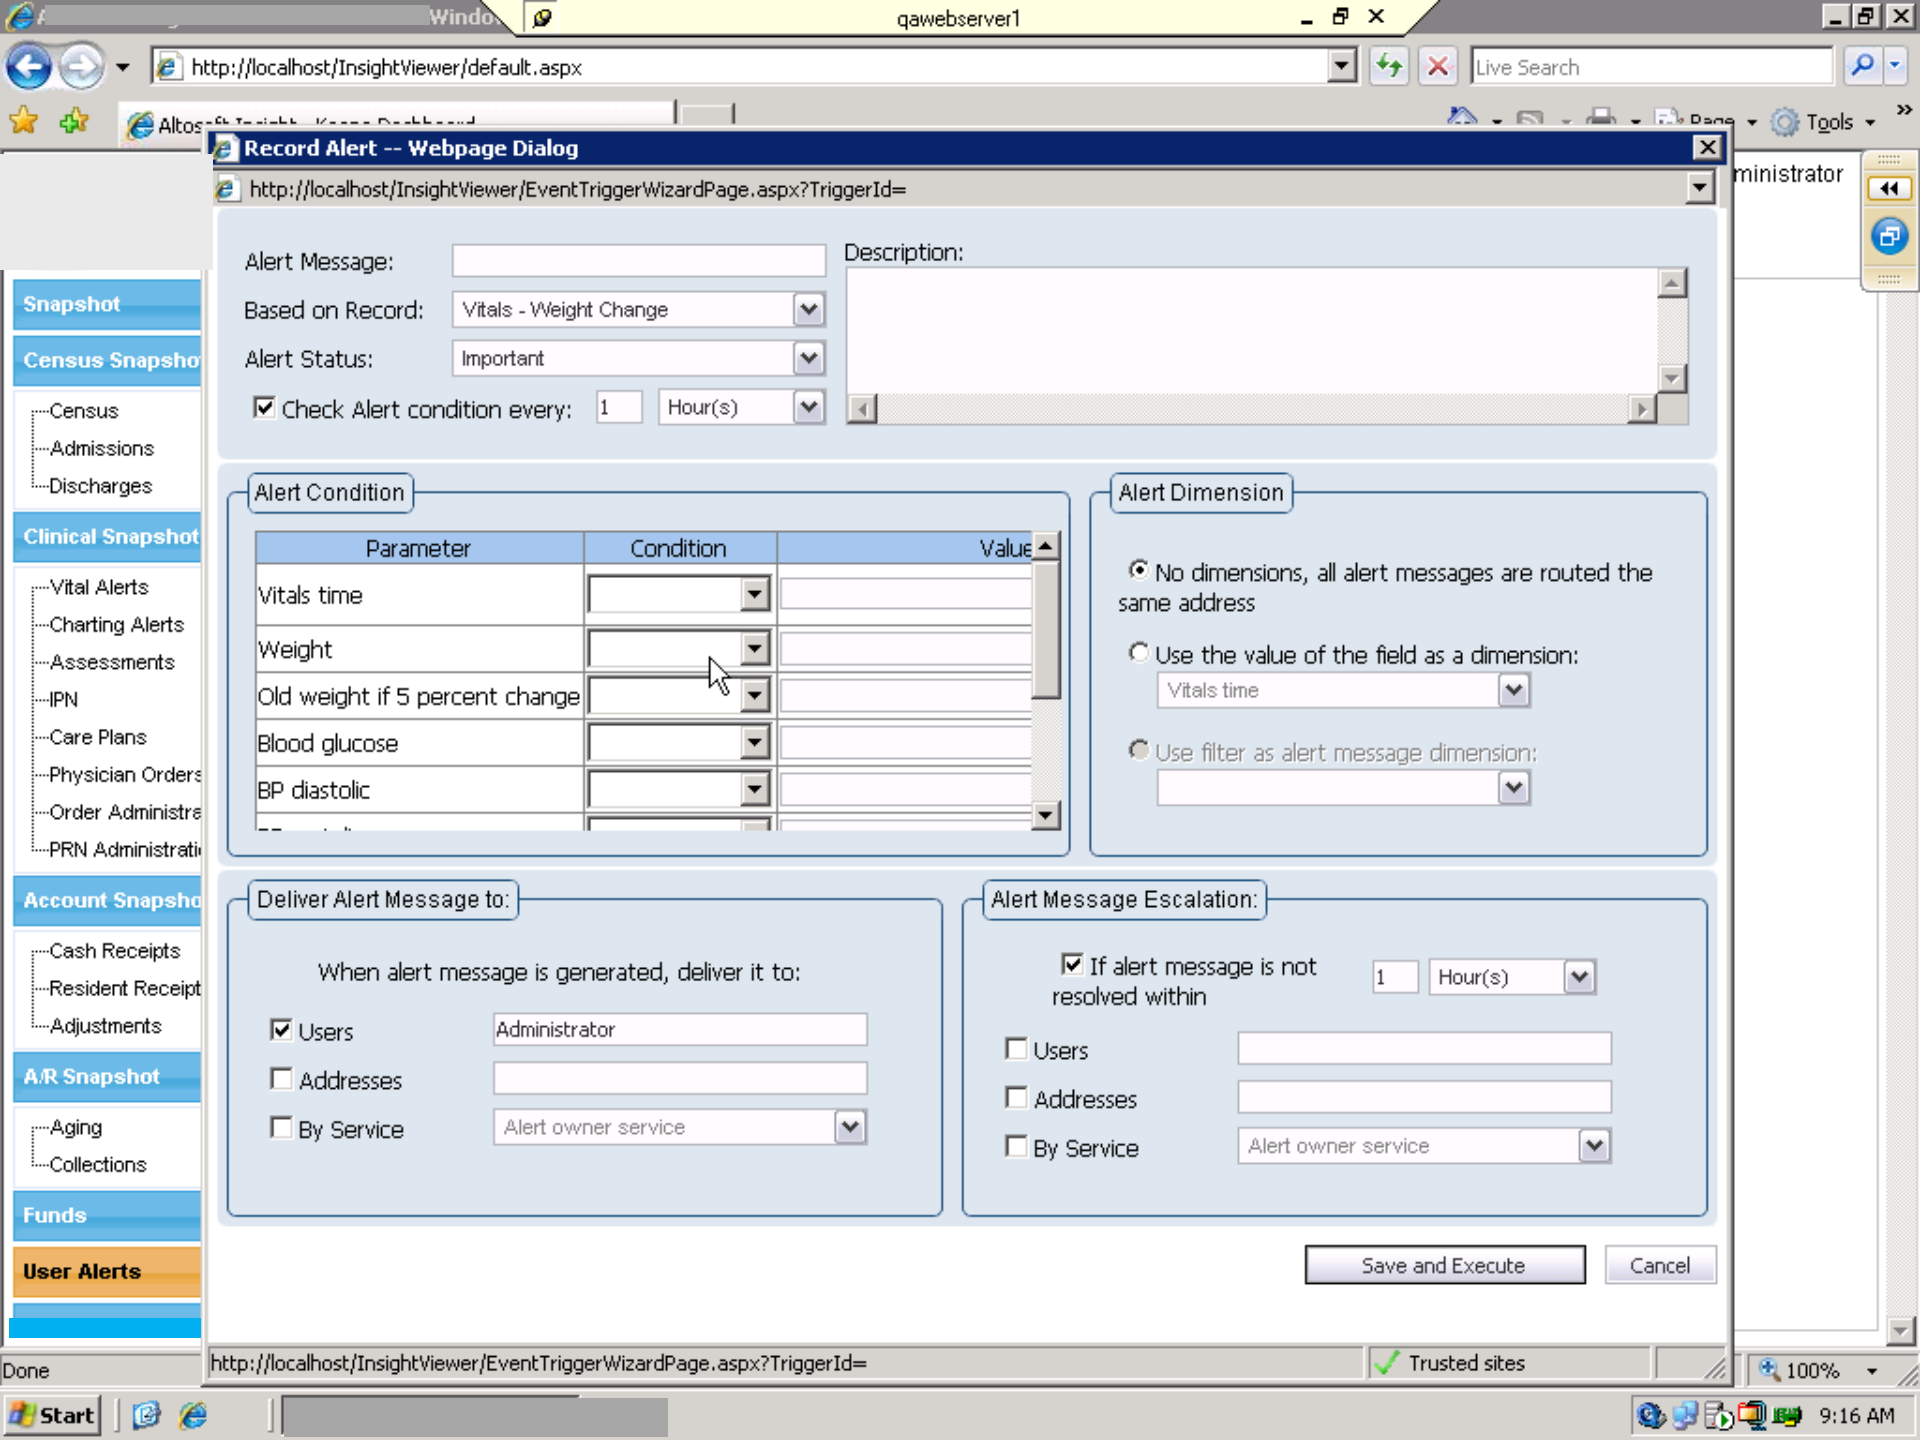 Windo
qawebserver1
http://localhost/InsightViewer/default.aspx
Live Search
Page
Tools
Record Alert -- Webpage Dialog
http://localhost/InsightViewer/EventTriggerWizardPage.aspx?TriggerId=
ministrator
Alert Message:
Description:
Based on Record:
Vitals - Weight Change
Alert Status:
Important
Check Alert condition every:
1
Hour(s)
Snapshot
Census Snapsho
Census
Admissions
Discharges
Clinical Snapshot
Vital Alerts
Charting Alerts
Assessments
IPN
Care Plans
Physician Orders
Order Administra
PRN Administrati
Account Snapsho
Cash Receipts
Resident Receipt
Adjustments
A/R Snapshot
Aging
Collections
Funds
User Alerts
Alert Condition
Parameter
Condition
Value
Vitals time
Weight
Old weight if 5 percent change
Blood glucose
BP diastolic
Alert Dimension
No dimensions, all alert messages are routed the
same address
Use the value of the field as a dimension:
Vitals time
Use filter as alert message dimension:
Deliver Alert Message to:
When alert message is generated, deliver it to:
Users
Administrator
Addresses
By Service
Alert owner service
Alert Message Escalation:
If alert message is not
resolved within
1
Hour(s)
Users
Addresses
By Service
Alert owner service
Save and Execute
Cancel
Done
http://localhost/InsightViewer/EventTriggerWizardPage.aspx?TriggerId=
Trusted sites
100%
Start
9:16 AM